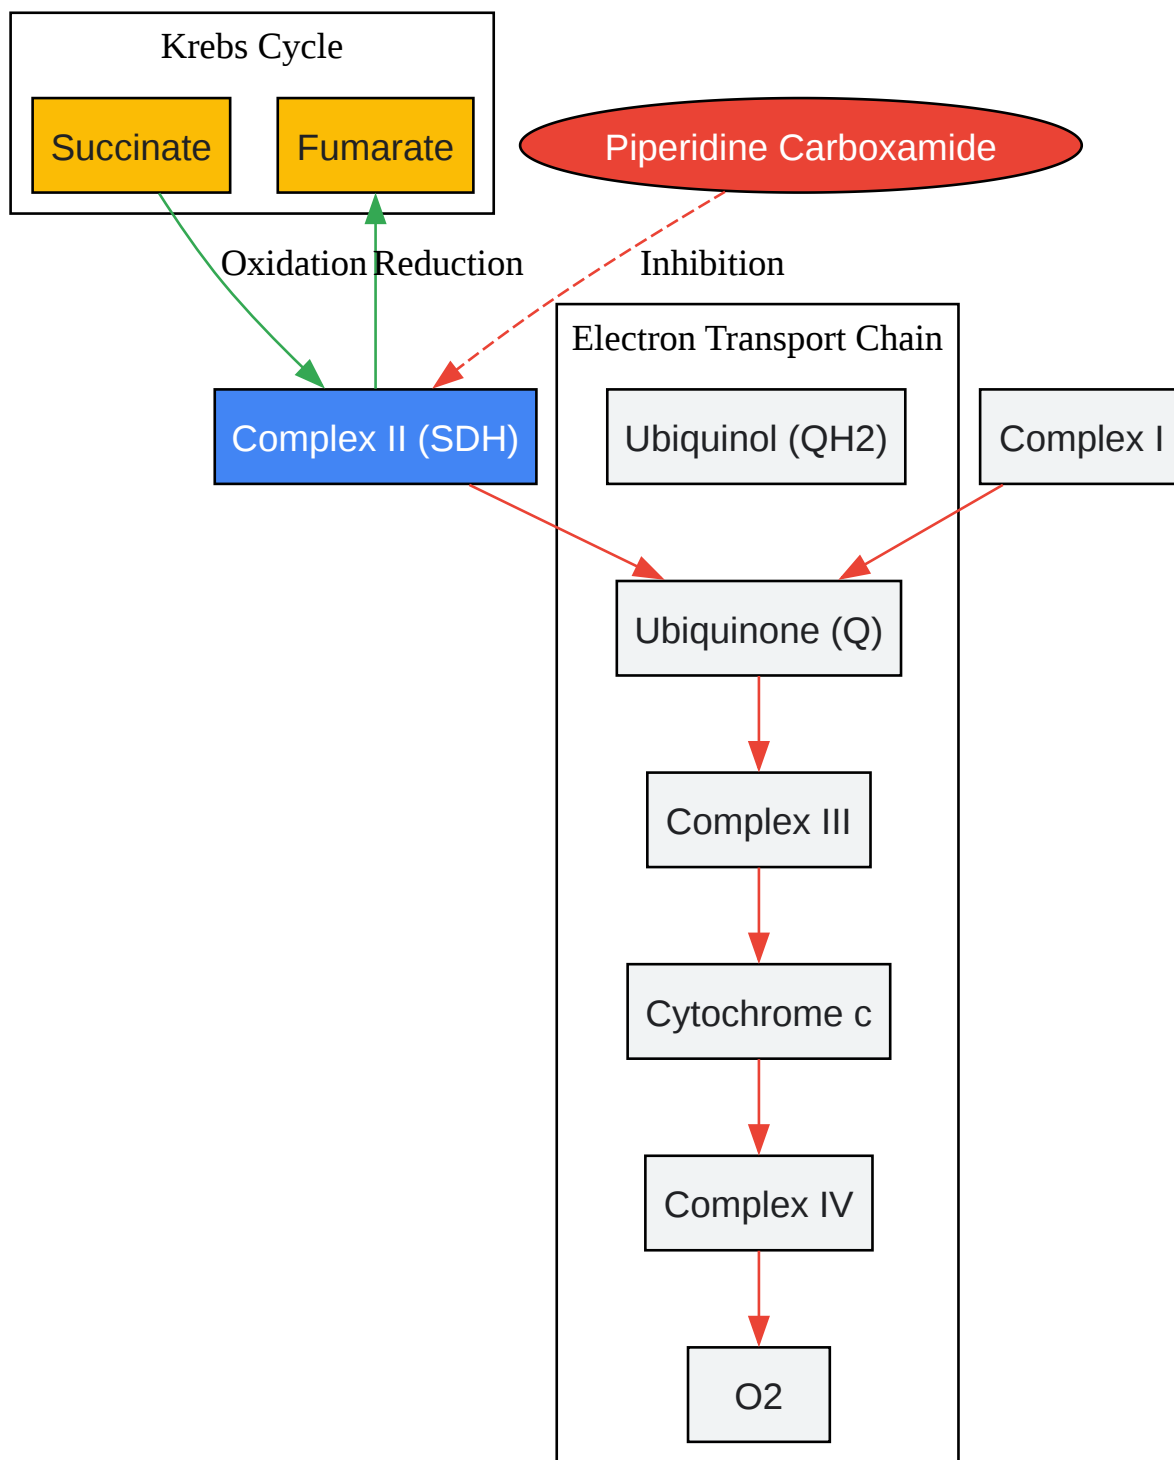 Krebs Cycle
Succinate
Fumarate
Piperidine Carboxamide
Oxidation
Reduction
Inhibition
Electron Transport Chain
Complex II (SDH)
Ubiquinol (QH2)
Complex I
Ubiquinone (Q)
Complex III
Cytochrome c
Complex IV
O2